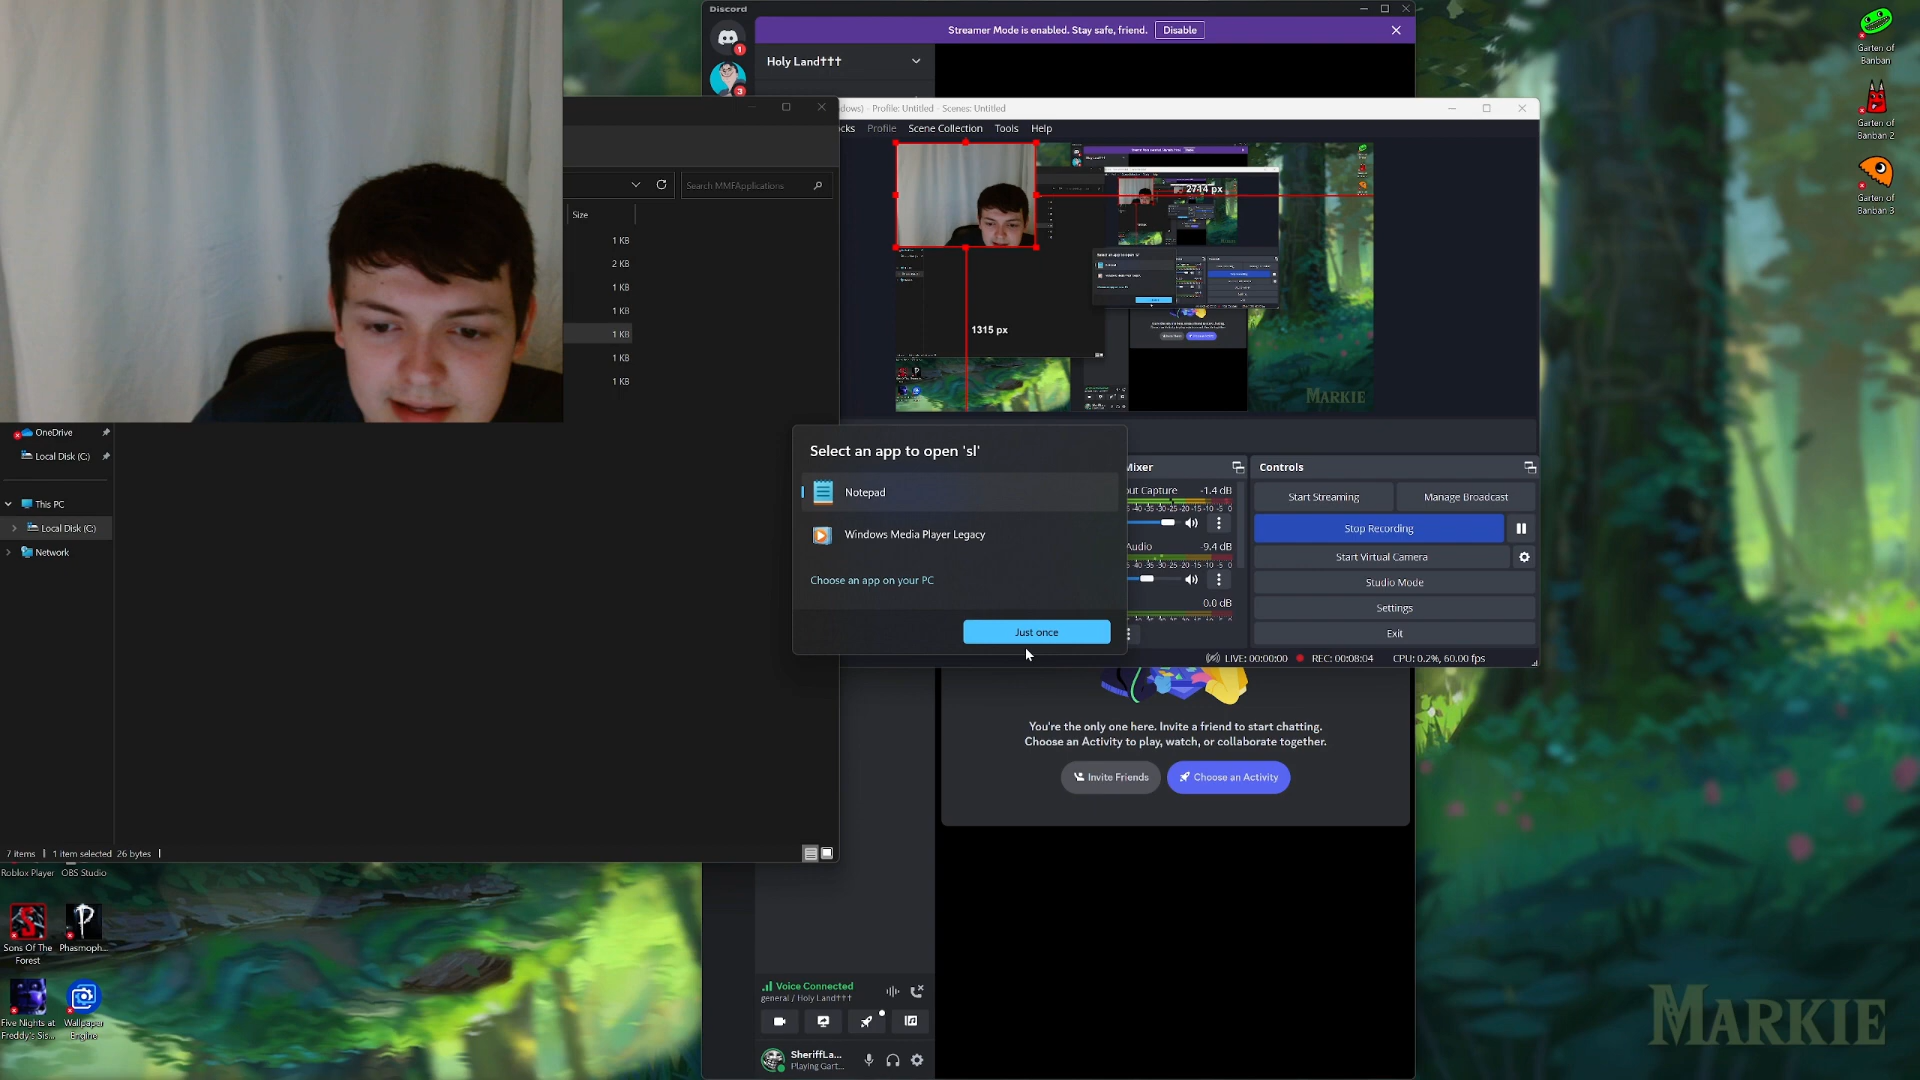 Discord
Streamer Mode is enabled. Stay safe, friend.
Disable
Holy Land✝✝✝
1
3
Profile: Untitled - Scenes: Untitled
Profile
Scene Collection
Tools
Help
Search MMFApplications
Size
1 KB
2 KB
1 KB
1 KB
1 KB
1 KB
1 KB
2714 px
1315 px
MARKIE
OneDrive
Local Disk (C:)
This PC
Local Disk (C:)
Network
Select an app to open 'sl'
Notepad
Windows Media Player Legacy
Choose an app on your PC
Just once
Mixer
Capture
-1.4 dB
Audio
-9.4 dB
0.0 dB
Controls
Start Streaming
Manage Broadcast
Stop Recording
Start Virtual Camera
Studio Mode
Settings
Exit
LIVE: 00:00:00
REC: 00:08:04
CPU: 0.2%, 60.00 fps
You're the only one here. Invite a friend to start chatting.
Choose an Activity to play, watch, or collaborate together.
Invite Friends
Choose an Activity
7 items
1 item selected 26 bytes
Roblox Player
OBS Studio
Sons Of The
Forest
Phasmoph...
Five Nights at
Freddy's Sis...
Wallpaper
Engine
Voice Connected
general / Holy Land✝✝✝
SheriffLa...
Playing Gart...
Garten of
Banban
Garten of
Banban 2
Garten of
Banban 3
MARKIE